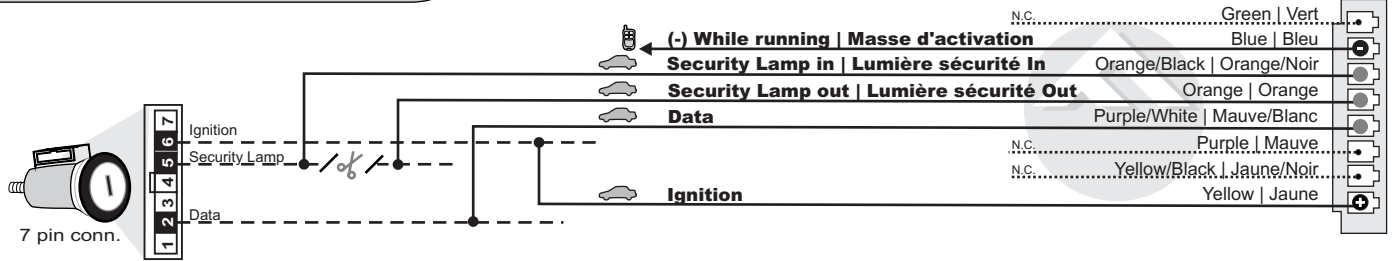 N.C. Green | Vert
(-) While running | Masse d'activation Blue | Bleu
Security Lamp in | Lumière sécurité In Orange/Black | Orange/Noir
Security Lamp out | Lumière sécurité Out Orange | Orange
Data Purple/White | Mauve/Blanc
N.C. Purple | Mauve
N.C. Yellow/Black | Jaune/Noir
Ignition Yellow | Jaune
7
6 Ignition
5 Security Lamp
4
3
2 Data
1
7 pin conn.